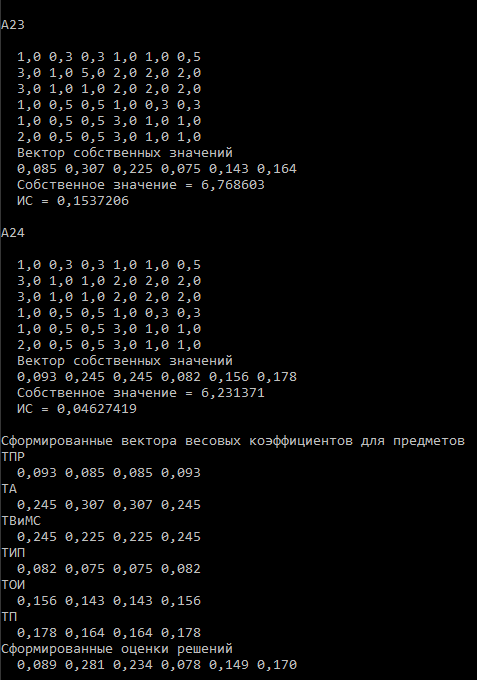 A23
1,0 0,3 0,3 1,0 1,0 0,5
3,0 1,0 5,0 2,0 2,0 2,0
3,0 1,0 1,0 2,0 2,0 2,0
1,0 0,5 0,5 1,0 0,3 0,3
1,0 0,5 0,5 3,0 1,0 1,0
2,0 0,5 0,5 3,0 1,0 1,0
Вектор собственных значений
0,085 0,307 0,225 0,075 0,143 0,164
Собственное значение = 6,768603
ИС = 0,1537206
A24
1,0 0,3 0,3 1,0 1,0 0,5
3,0 1,0 1,0 2,0 2,0 2,0
3,0 1,0 1,0 2,0 2,0 2,0
1,0 0,5 0,5 1,0 0,3 0,3
1,0 0,5 0,5 3,0 1,0 1,0
2,0 0,5 0,5 3,0 1,0 1,0
Вектор собственных значений
0,093 0,245 0,245 0,082 0,156 0,178
Собственное значение = 6,231371
ИС = 0,04627419
Сформированные вектора весовых коэффициентов для предметов
ТПР
0,093 0,085 0,085 0,093
ТА
0,245 0,307 0,307 0,245
ТВиМС
0,245 0,225 0,225 0,245
ТИП
0,082 0,075 0,075 0,082
ТОИ
0,156 0,143 0,143 0,156
ТП
0,178 0,164 0,164 0,178
Сформированные оценки решений
0,089 0,281 0,234 0,078 0,149 0,170